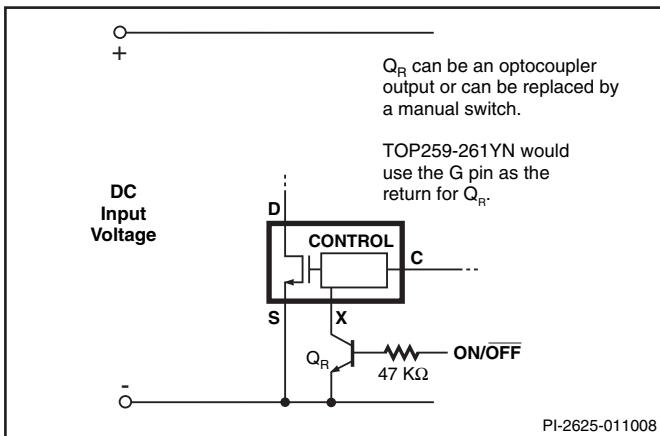 +
Q_R can be an optocoupler
output or can be replaced by
a manual switch.
TOP259-261YN would
use the G pin as the
return for Q_R.
DC
Input
Voltage
D
CONTROL
C
S
X
Q_R
47 KΩ
ON/O̅F̅F̅
-
PI-2625-011008